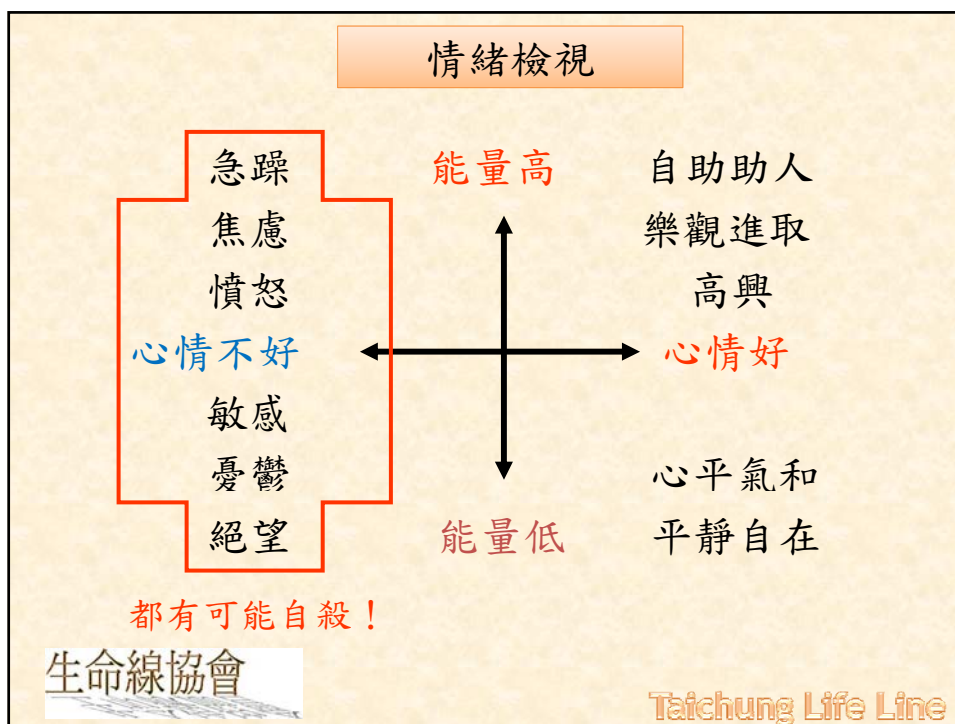 情緒檢視
急躁
焦慮
憤怒
心情不好
敏感
憂鬱
絕望
能量高
能量低
自助助人
樂觀進取
高興
心情好
心平氣和
平靜自在
都有可能自殺！
生命線協會
Taichung Life Line